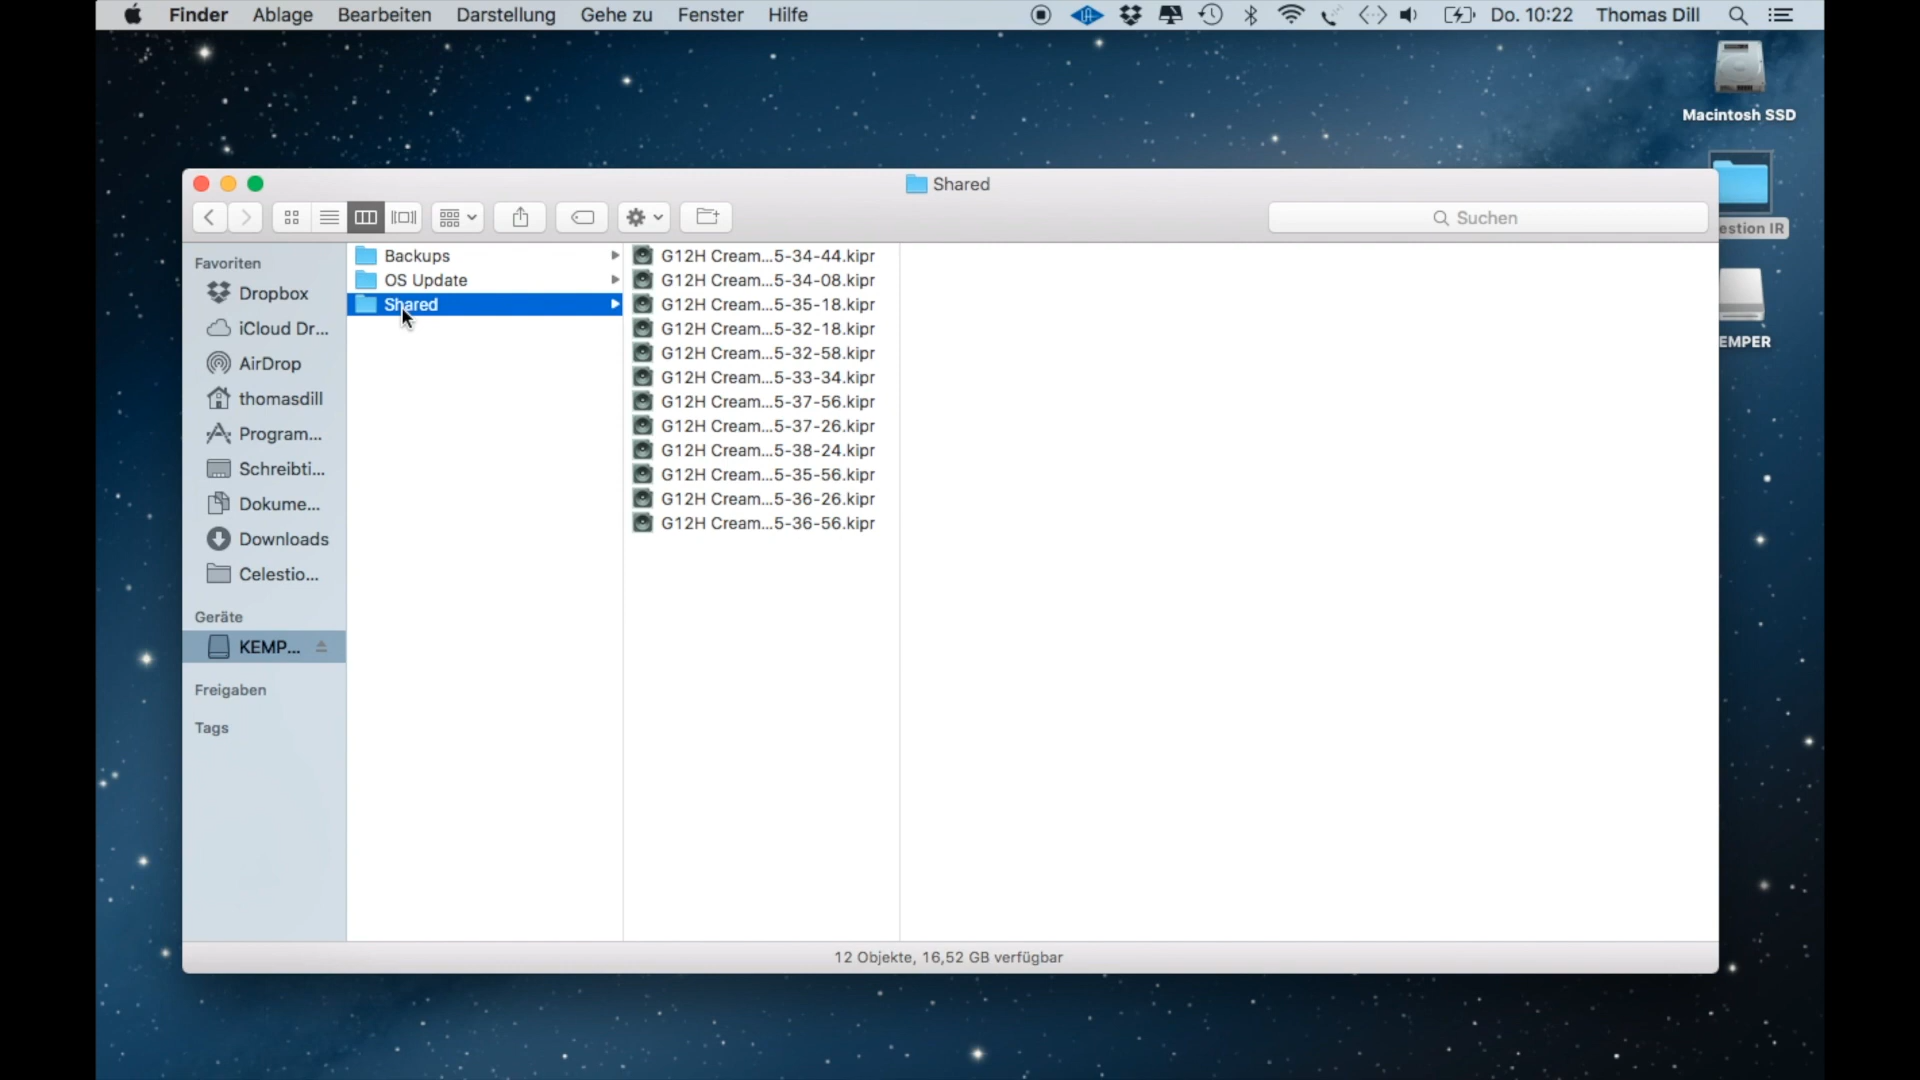 Finder Ablage Bearbeiten Darstellung Gehe zu Fenster Hilfe Do. 10:22 Thomas Dill
Macintosh SSD
Shared
Suchen
estion IR
EMPER
Favoriten
Dropbox
iCloud Dr...
AirDrop
thomasdill
Program...
Schreibti...
Dokume...
Downloads
Celestio...
Geräte
KEMP...
Freigaben
Tags
Backups
OS Update
Shared
G12H Cream...5-34-44.kipr
G12H Cream...5-34-08.kipr
G12H Cream...5-35-18.kipr
G12H Cream...5-32-18.kipr
G12H Cream...5-32-58.kipr
G12H Cream...5-33-34.kipr
G12H Cream...5-37-56.kipr
G12H Cream...5-37-26.kipr
G12H Cream...5-38-24.kipr
G12H Cream...5-35-56.kipr
G12H Cream...5-36-26.kipr
G12H Cream...5-36-56.kipr
12 Objekte, 16,52 GB verfügbar